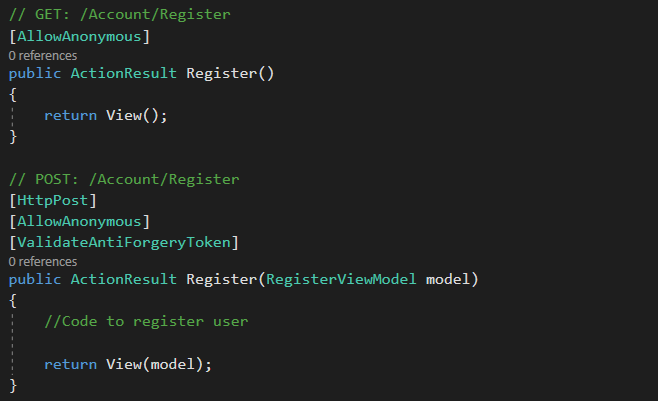 // GET: /Account/Register
[AllowAnonymous]
0 references
public ActionResult Register()
{
    return View();
}
// POST: /Account/Register
[HttpPost]
[AllowAnonymous]
[ValidateAntiForgeryToken]
0 references
public ActionResult Register(RegisterViewModel model)
{
    //Code to register user
    return View(model);
}